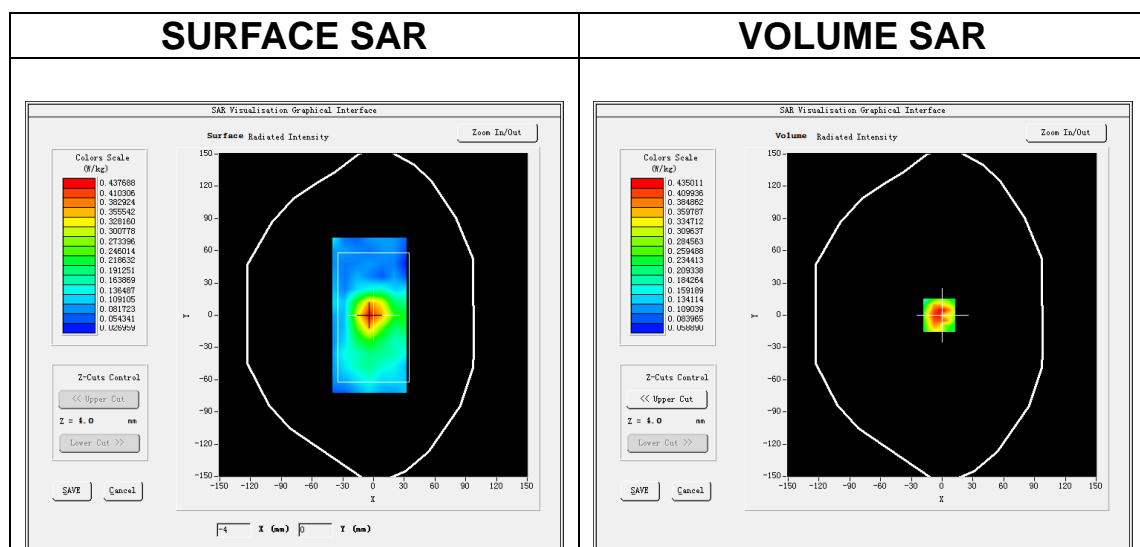 SURFACE SAR
VOLUME SAR
SAR Visualisation Graphical Interface
Surface Radiated Intensity
Zoom In/Out
Colors Scale
(W/kg)
0.437688
0.410306
0.382924
0.355542
0.328160
0.300778
0.273396
0.246014
0.218632
0.191251
0.163869
0.136487
0.109105
0.081723
0.054341
0.026959
150
120
90
60
30
0
-30
-60
-90
-120
-150
Y
-150 -120 -90 -60 -30 0 30 60 90 120 150
X
Z-Cuts Control
<< Upper Cut
Z = 4.0 mm
Lower Cut >>
SAVE
Cancel
-4 X (mm) 0 Y (mm)
SAR Visualisation Graphical Interface
Volume Radiated Intensity
Zoom In/Out
Colors Scale
(W/kg)
0.435011
0.409936
0.384862
0.359787
0.334712
0.309637
0.284563
0.259488
0.234413
0.209338
0.184264
0.159189
0.134114
0.109039
0.083965
0.058890
150
120
90
60
30
0
-30
-60
-90
-120
-150
Y
-150 -120 -90 -60 -30 0 30 60 90 120 150
X
Z-Cuts Control
<< Upper Cut
Z = 4.0 mm
Lower Cut >>
SAVE
Cancel